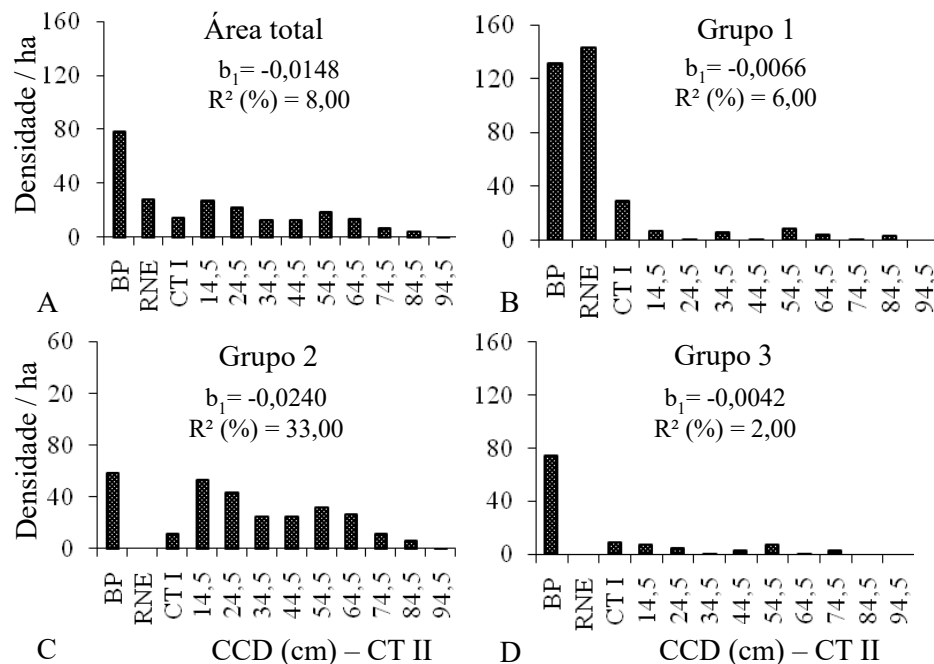 Área total
b1= -0,0148
R² (%) = 8,00
Densidade / ha
160
120
80
40
0
BP
RNE
CT I
14,5
24,5
34,5
44,5
54,5
64,5
74,5
84,5
94,5
A
Grupo 1
b1= -0,0066
R² (%) = 6,00
160
120
80
40
0
BP
RNE
CT I
14,5
24,5
34,5
44,5
54,5
64,5
74,5
84,5
94,5
B
Grupo 2
b1= -0,0240
R² (%) = 33,00
Densidade / ha
60
20
80
40
0
BP
RNE
CT I
14,5
24,5
34,5
44,5
54,5
64,5
74,5
84,5
94,5
C
CCD (cm) – CT II
Grupo 3
b1= -0,0042
R² (%) = 2,00
160
120
80
40
0
BP
RNE
CT I
14,5
24,5
34,5
44,5
54,5
64,5
74,5
84,5
94,5
D
CCD (cm) – CT II